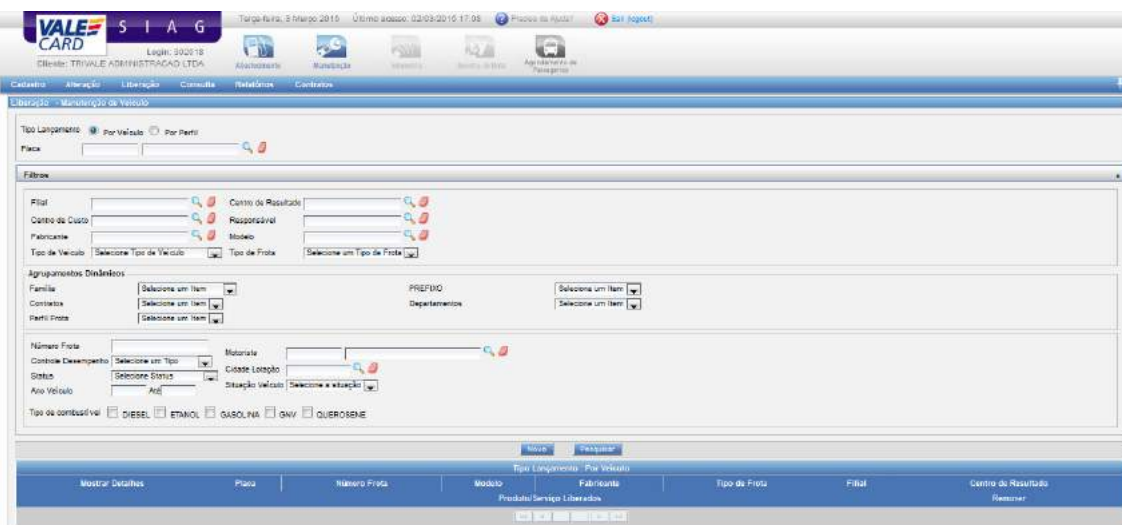 Terça-feira, 3 Março 2015 Último acesso: 02/03/2015 17:08 Precisa de Ajuda? Sair (logout)
VALE CARD
S I A G
Login: 502018
Cliente: TRIVALE ADMINISTRACAO LTDA
Abastecimento Manutenção Agendamento de Passageiros
Cadastro Alteração Liberação Consulta Relatórios Contratos
Liberação - Manutenção de Veículo
Tipo Lançamento Por Veículo Por Perfil
Placa
Filtros
Filial Centro de Resultado
Centro de Custo Responsável
Fabricante Modelo
Tipo de Veículo Selecione Tipo de Veículo Tipo de Frota Selecione um Tipo de Frota
Agrupamentos Dinâmicos
Família Selecione um Item PREFIXO Selecione um Item
Contratos Selecione um Item Departamentos Selecione um Item
Perfil Frota Selecione um Item
Número Frota
Motorista
Controle Desempenho Selecione um Tipo
Cidade Lotação
Status Selecione Status
Situação Veículo Selecione a situação
Ano Veículo Até
Tipo de combustível DIESEL ETANOL GASOLINA GNV QUEROSENE
Novo Pesquisar
Tipo Lançamento: Por Veículo
Mostrar Detalhes Placa Número Frota Modelo Fabricante Tipo de Frota Filial Centro de Resultado
Produto/Serviço Liberados Remover